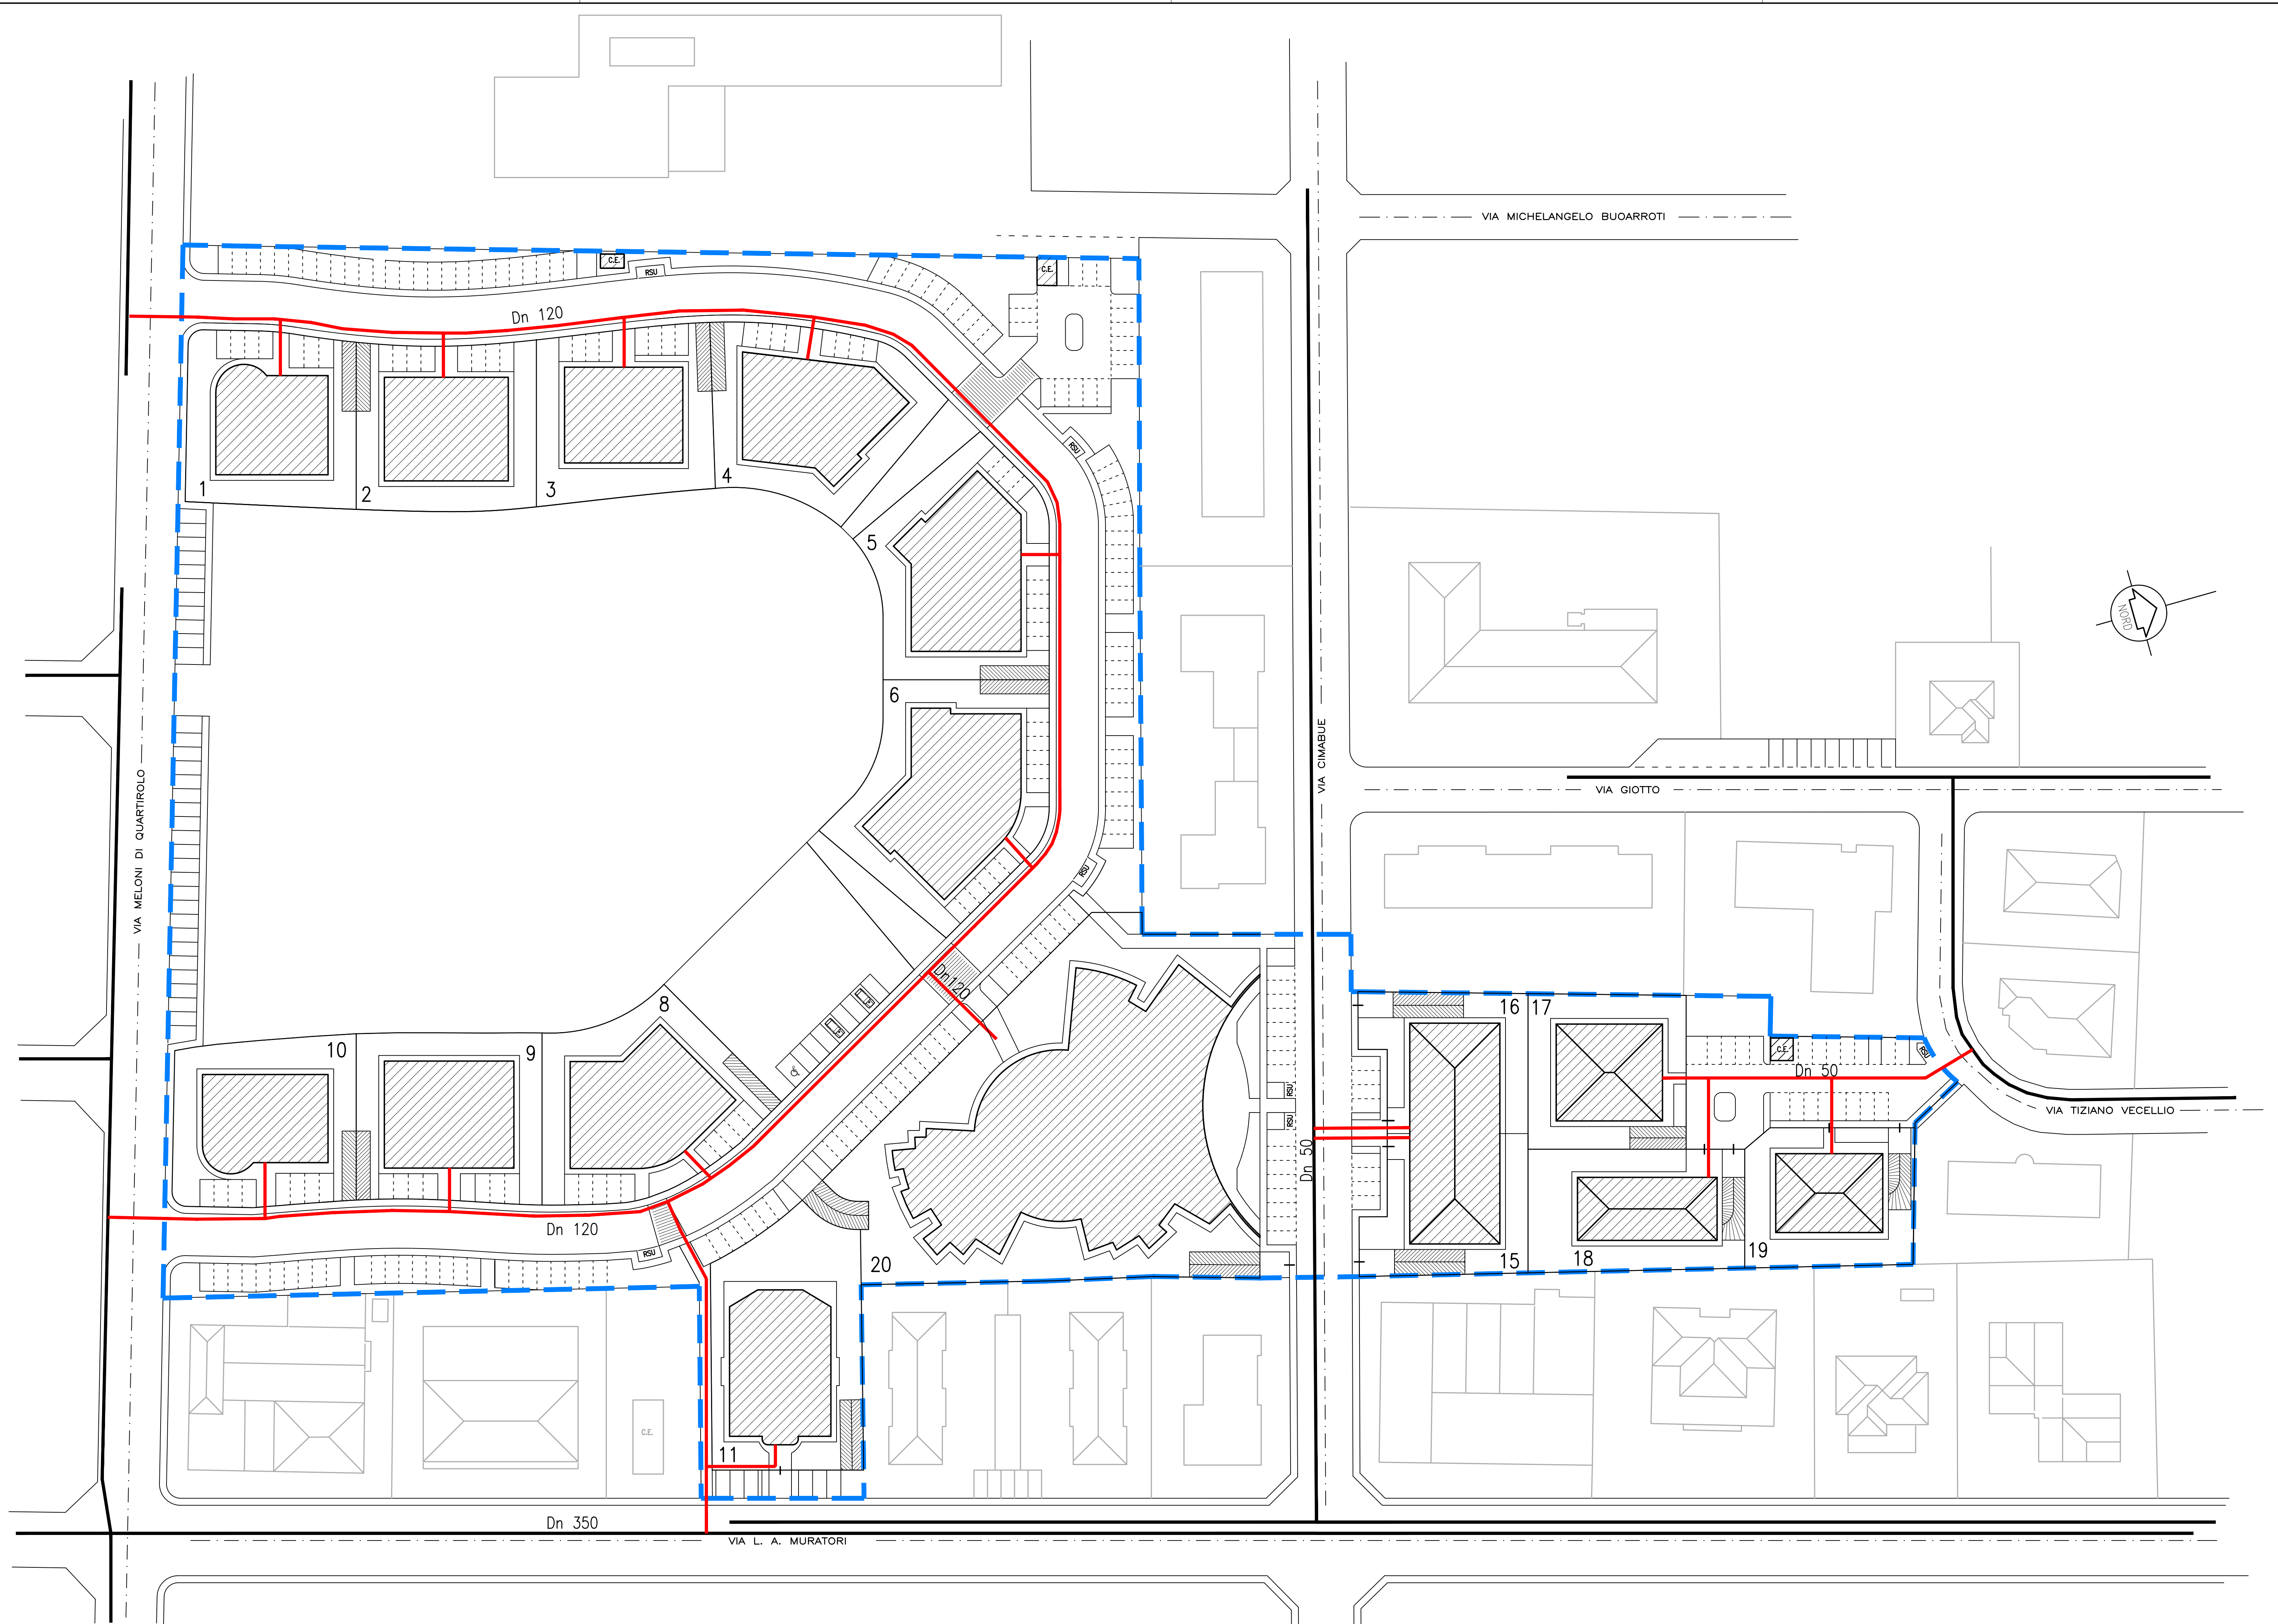 VIA MICHELANGELO BUOARROTI
C.E.
RSU
C.E.
Dn 120
RSU
1
2
3
4
5
6
NORD
VIA CIMABUE
VIA MELONI DI QUARTIROLO
VIA GIOTTO
RSU
Dn120
8
16
17
10
9
C.E.
RSU
Dn 50
RSU
RSU
VIA TIZIANO VECELLIO
Dn 50
Dn 120
RSU
20
15
18
19
C.E.
11
Dn 350
VIA L. A. MURATORI